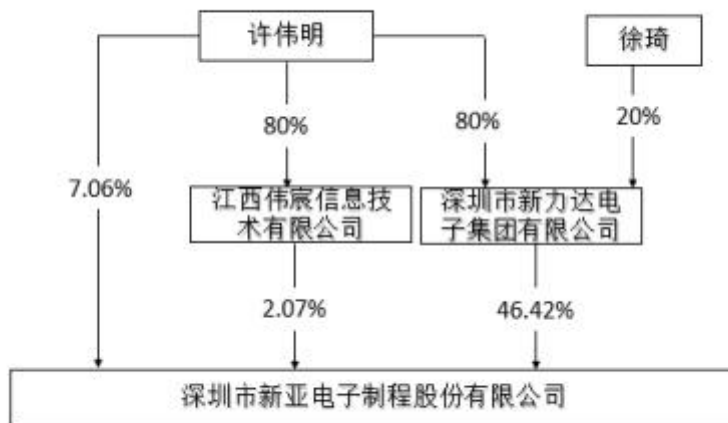 许伟明
徐琦
80%
80%
20%
7.06%
江西伟宸信息技
术有限公司
深圳市新力达电
子集团有限公司
2.07%
46.42%
深圳市新亚电子制程股份有限公司